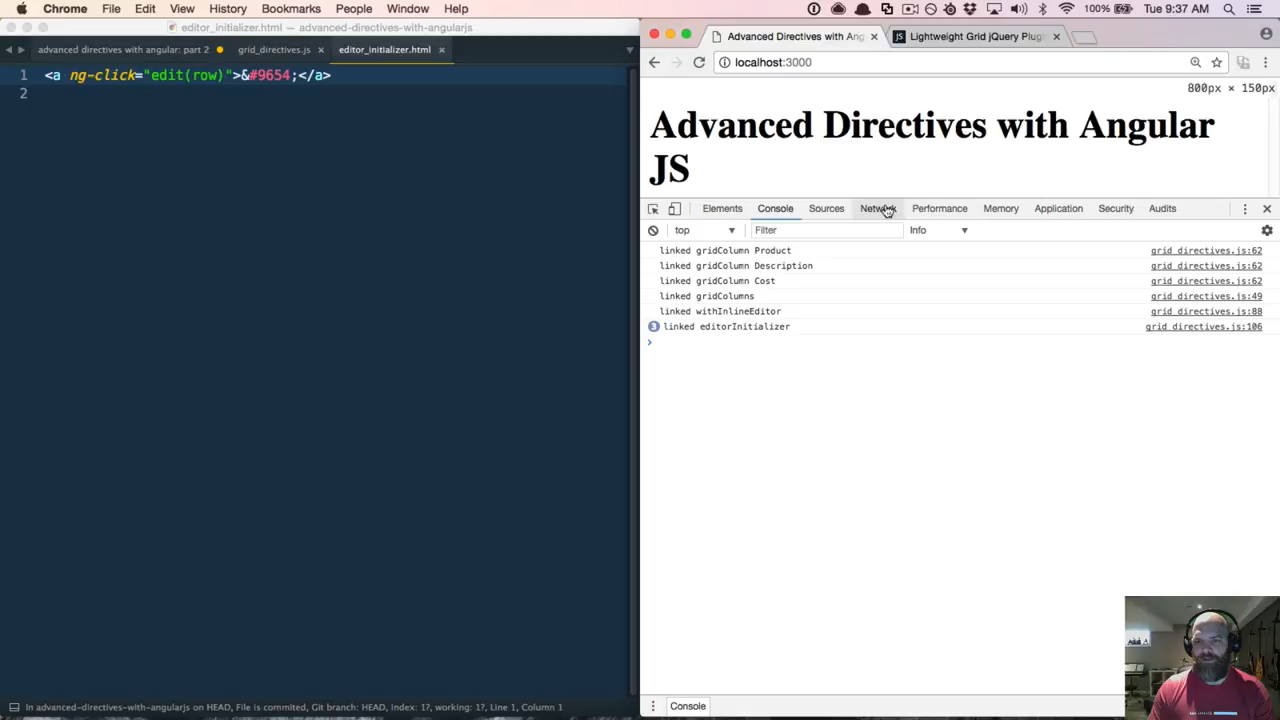 Chrome File Edit View History Bookmarks People Window Help 100% Tue 9:37 AM
editor_initializer.html — advanced-directives-with-angularjs
advanced directives with angular: part 2 grid_directives.js × editor_initializer.html ×
1 <a ng-click="edit(row)">&#9654;</a>
2
In advanced-directives-with-angularjs on HEAD, File is commited, Git branch: HEAD, Index: 1?, working: 1?, Line 1, Column 1
Advanced Directives with Ang × Lightweight Grid jQuery Plugi ×
localhost:3000
800px × 150px
Advanced Directives with Angular
JS
Elements Console Sources Network Performance Memory Application Security Audits
top Filter Info
linked gridColumn Product grid_directives.js:62
linked gridColumn Description grid_directives.js:62
linked gridColumn Cost grid_directives.js:62
linked gridColumns grid_directives.js:49
linked withInlineEditor grid_directives.js:88
3 linked editorInitializer grid_directives.js:106
>
Console